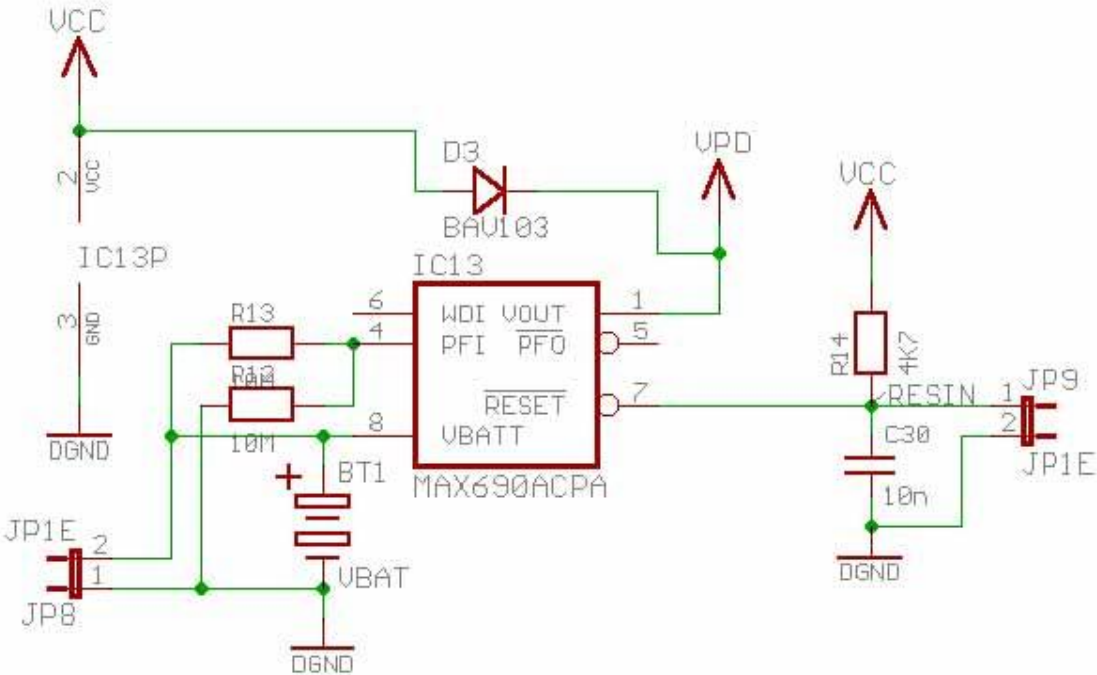 VCC
VPD
D3
VCC
2
VCC
BAV103
IC13P
IC13
6
WDI
VOUT
1
R13
4
PFI
PFO
5
3
GND
R14
4K7
R12
10M
7
RESET
/RESIN
1
JP9
2
8
VBATT
10M
DGND
C30
BT1
+
MAX690ACPA
JP1E
10n
JP1E
2
1
VBAT
JP8
DGND
DGND